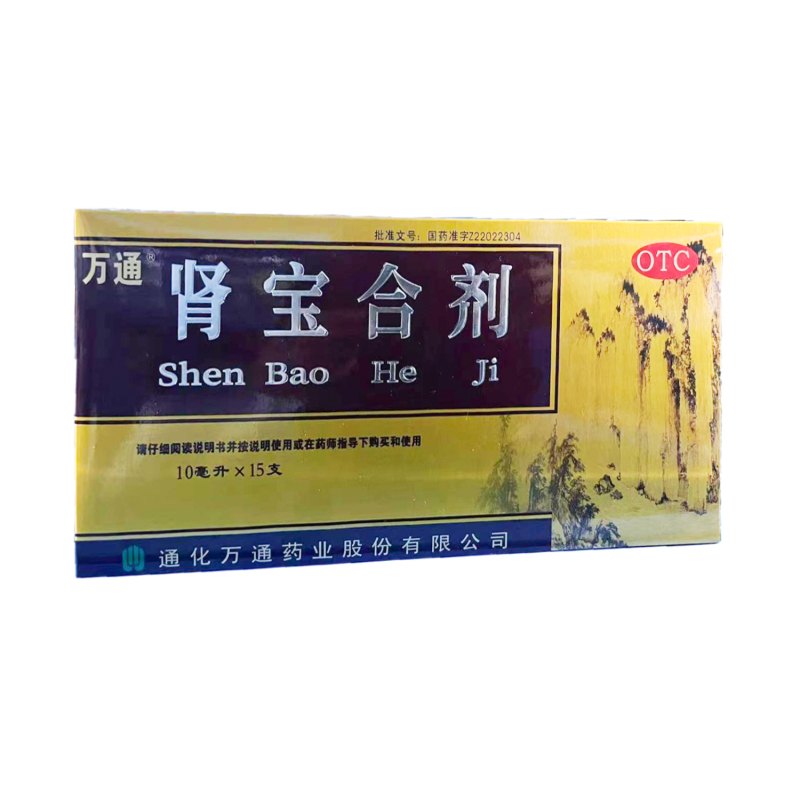 批准文号：国药准字Z22022304
OTC
万通®
肾宝合剂
Shen Bao He Ji
请仔细阅读说明书并按说明使用或在药师指导下购买和使用
10毫升×15支
通化万通药业股份有限公司